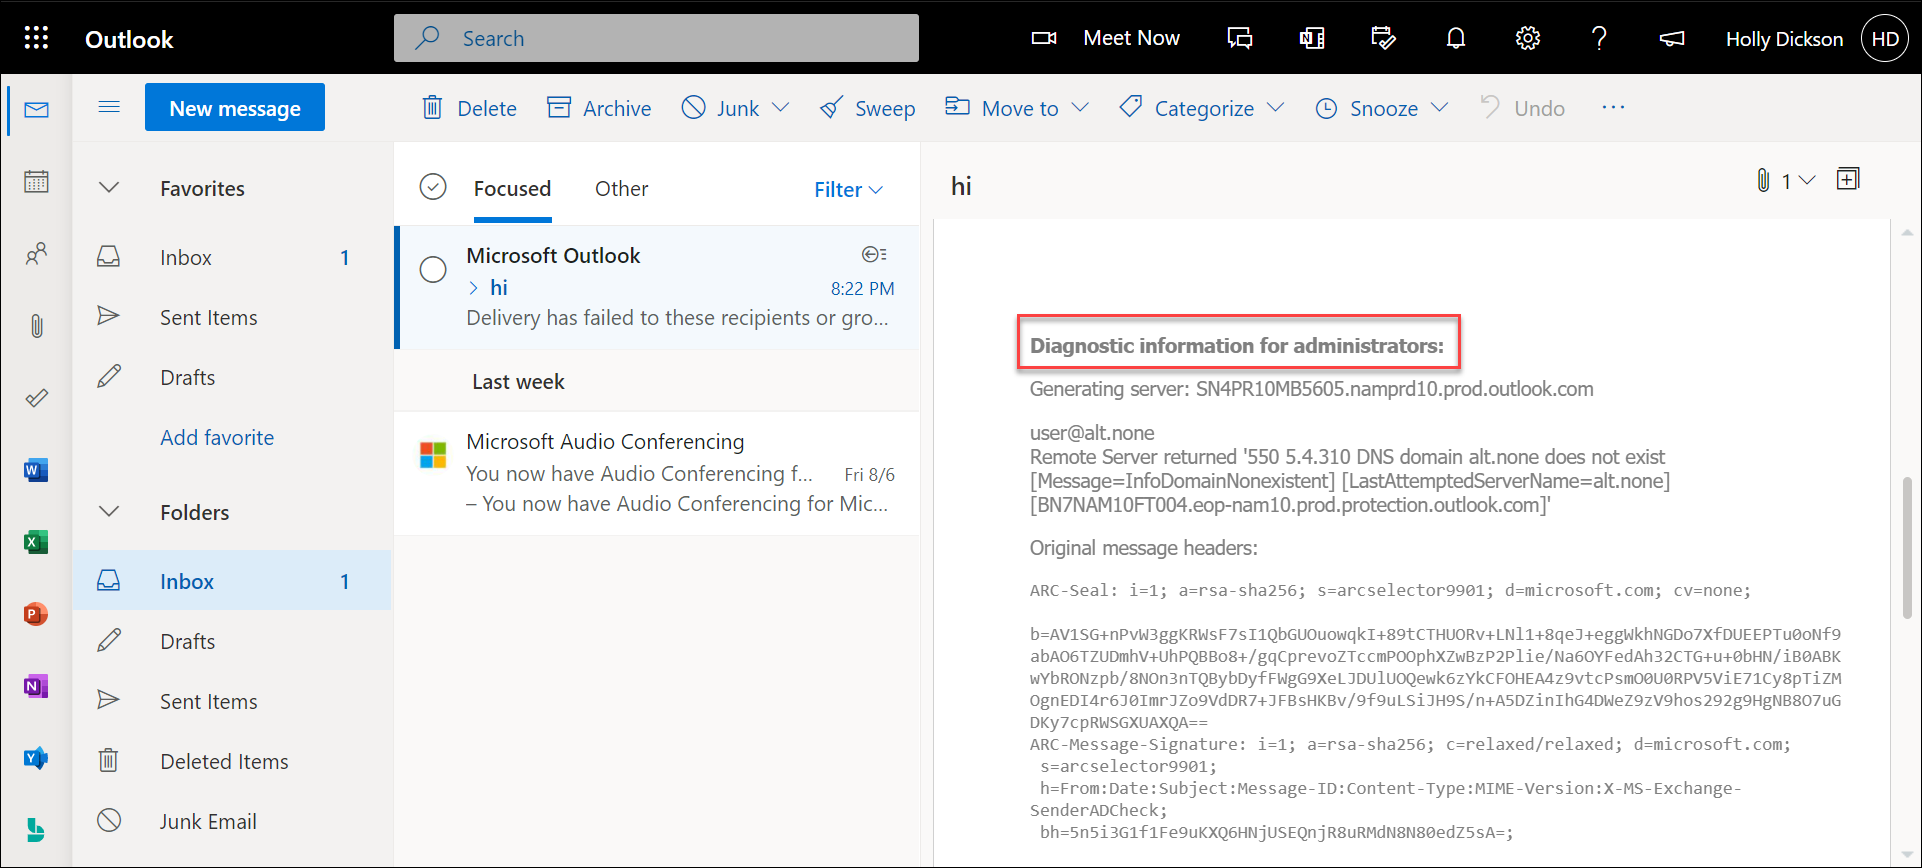 Outlook
Search
Meet Now
Holly Dickson
HD
New message
Delete
Archive
Junk
Sweep
Move to
Categorize
Snooze
Undo
Favorites
Inbox 1
Sent Items
Drafts
Add favorite
Folders
Inbox 1
Drafts
Sent Items
Deleted Items
Junk Email
Focused
Other
Filter
Microsoft Outlook
hi
8:22 PM
Delivery has failed to these recipients or gro...
Last week
Microsoft Audio Conferencing
You now have Audio Conferencing f... Fri 8/6
– You now have Audio Conferencing for Mic...
hi
1
Diagnostic information for administrators:
Generating server: SN4PR10MB5605.namprd10.prod.outlook.com
user@alt.none
Remote Server returned '550 5.4.310 DNS domain alt.none does not exist
[Message=InfoDomainNonexistent] [LastAttemptedServerName=alt.none]
[BN7NAM10FT004.eop-nam10.prod.protection.outlook.com]'
Original message headers:
ARC-Seal: i=1; a=rsa-sha256; s=arcselector9901; d=microsoft.com; cv=none;
b=AV1SG+nPvW3ggKRWsF7sI1QbGUOuowqkI+89tCTHUORv+LNl1+8qeJ+eggWkhNGDo7XfDUEEPTu0oNf9
abAO6TZUDmhV+UhPQBBo8+/gqCprevoZTccmPOOphXZwBzP2Plie/Na6OYFedAh32CTG+u+0bHN/iB0ABK
wYbRONzpb/8NOn3nTQBybDyfFWgG9XeLJDUlUOQewk6zYkCFOHEA4z9vtcPsmO0U0RPV5ViE71Cy8pTiZM
OgnEDI4r6J0ImrJZo9VdDR7+JFBsHKBv/9f9uLSiJH9S/n+A5DZinIhG4DWeZ9zV9hos292g9HgNB8O7uG
DKy7cpRWSGXUAXQA==
ARC-Message-Signature: i=1; a=rsa-sha256; c=relaxed/relaxed; d=microsoft.com;
s=arcselector9901;
h=From:Date:Subject:Message-ID:Content-Type:MIME-Version:X-MS-Exchange-
SenderADCheck;
bh=5n5i3G1f1Fe9uKXQ6HNjUSEQnjR8uRMdN8N80edZ5sA=;